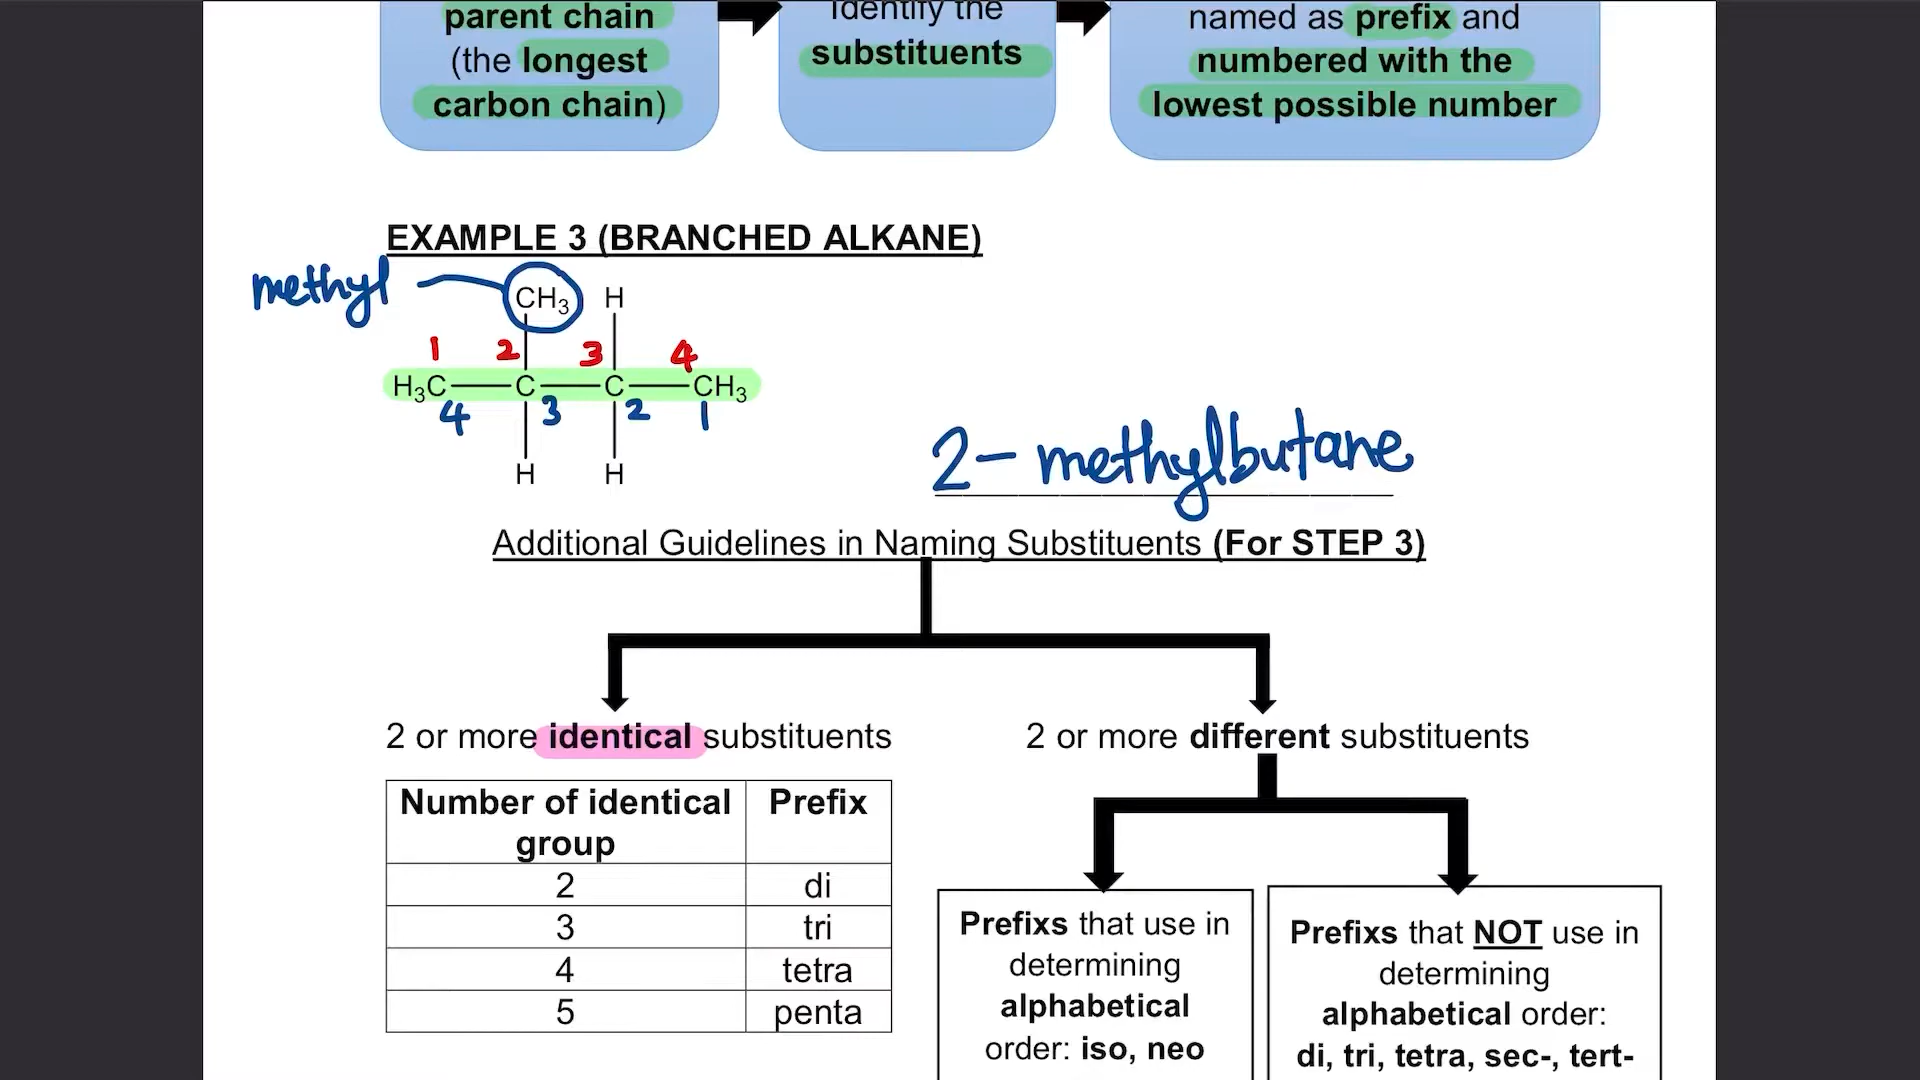 parent chain
(the longest
carbon chain)
Identify the
substituents
named as prefix and
numbered with the
lowest possible number
EXAMPLE 3 (BRANCHED ALKANE)
methyl
CH3 H
1 2 3 4
H3C C C CH3
4 3 2 1
H H
2- methylbutane
Additional Guidelines in Naming Substituents (For STEP 3)
2 or more identical substituents
Number of identical group Prefix
2 di
3 tri
4 tetra
5 penta
2 or more different substituents
Prefixs that use in
determining
alphabetical
order: iso, neo
Prefixs that NOT use in
determining
alphabetical order:
di, tri, tetra, sec-, tert-